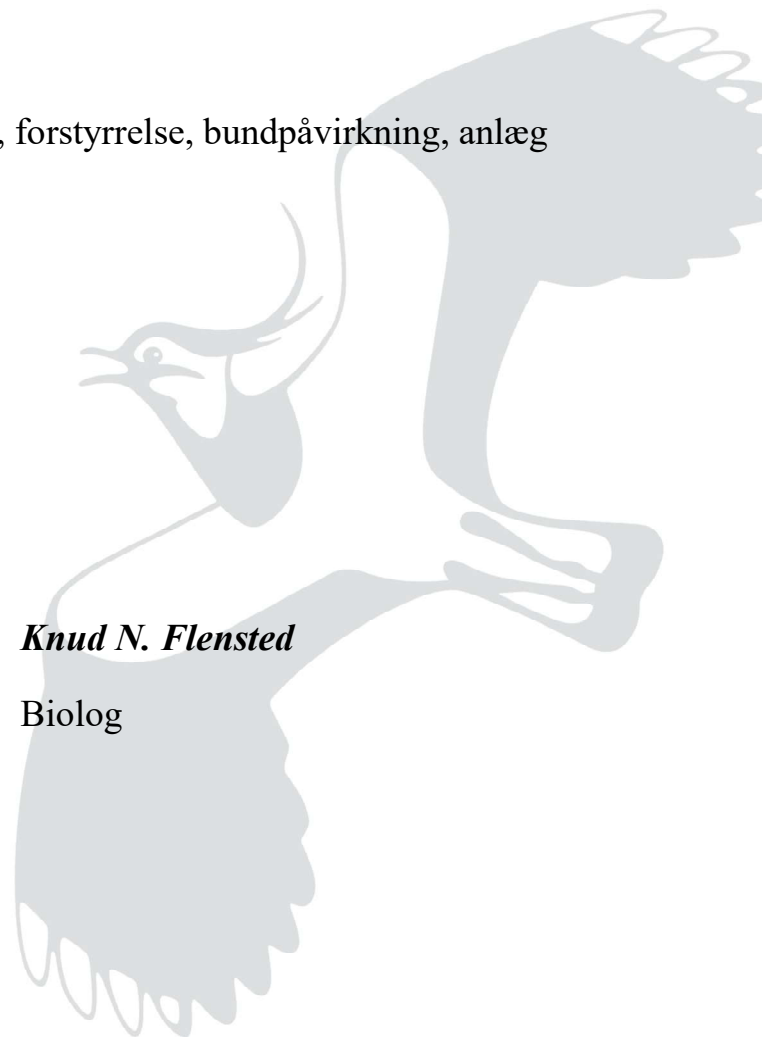 , forstyrrelse, bundpåvirkning, anlæg
Knud N. Flensted
Biolog